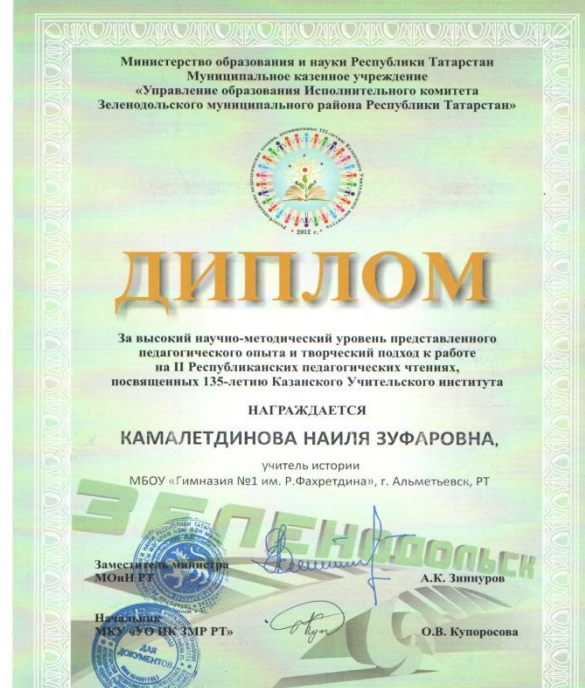 Министерство образования и науки Республики Татарстан
Муниципальное казенное учреждение
«Управление образования Исполнительного комитета
Зеленодольского муниципального района Республики Татарстан»
2012 г.
ДИПЛОМ
За высокий научно-методический уровень представленного
педагогического опыта и творческий подход к работе
на II Республиканских педагогических чтениях,
посвященных 135-летию Казанского Учительского института
НАГРАЖДАЕТСЯ
КАМАЛЕТДИНОВА НАИЛЯ ЗУФАРОВНА,
учитель истории
МБОУ «Гимназия №1 им. Р.Фахретдина», г. Альметьевск, РТ
ЗЕЛЕНОДОЛЬСК
Заместитель министра
МОиН РТ
А.К. Зиннуров
Начальник
МКУ «УО ИК ЗМР РТ»
О.В. Купоросова
ДЛЯ
ДОКУМЕНТОВ